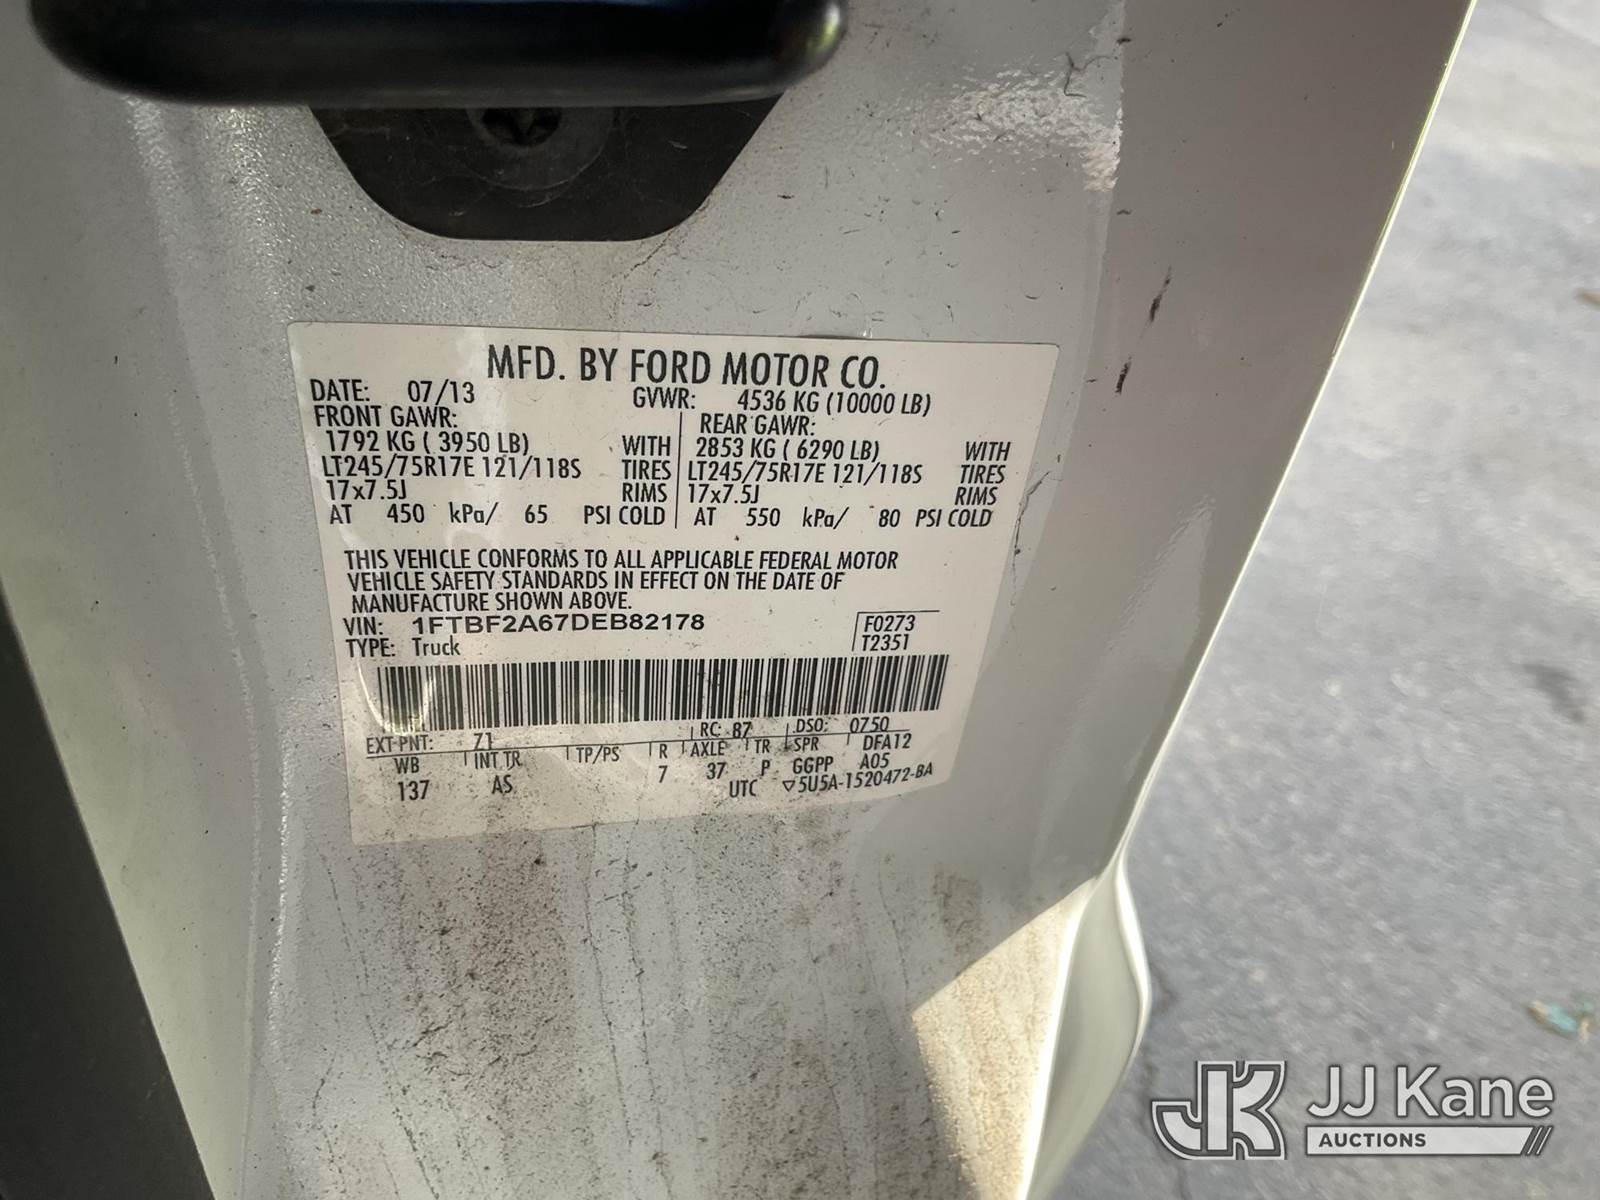 MFD. BY FORD MOTOR CO.
DATE: 07/13 GVWR: 4536 KG (10000 LB)
FRONT GAWR: REAR GAWR:
1792 KG ( 3950 LB) WITH 2853 KG ( 6290 LB) WITH
LT245/75R17E 121/118S TIRES LT245/75R17E 121/118S TIRES
17x7.5J RIMS 17x7.5J RIMS
AT 450 kPa/ 65 PSI COLD AT 550 kPa/ 80 PSI COLD
THIS VEHICLE CONFORMS TO ALL APPLICABLE FEDERAL MOTOR
VEHICLE SAFETY STANDARDS IN EFFECT ON THE DATE OF
MANUFACTURE SHOWN ABOVE.
VIN: 1FTBF2A67DEB82178 F0273
TYPE: Truck T2351
EXT PNT: Z1 RC: 87 DSO: 0750
WB INT TR TP/PS R AXLE TR SPR DFA12
137 AS 7 37 P GGPP A05
UTC ▽5U5A-1520472-BA
JK JJ Kane
AUCTIONS